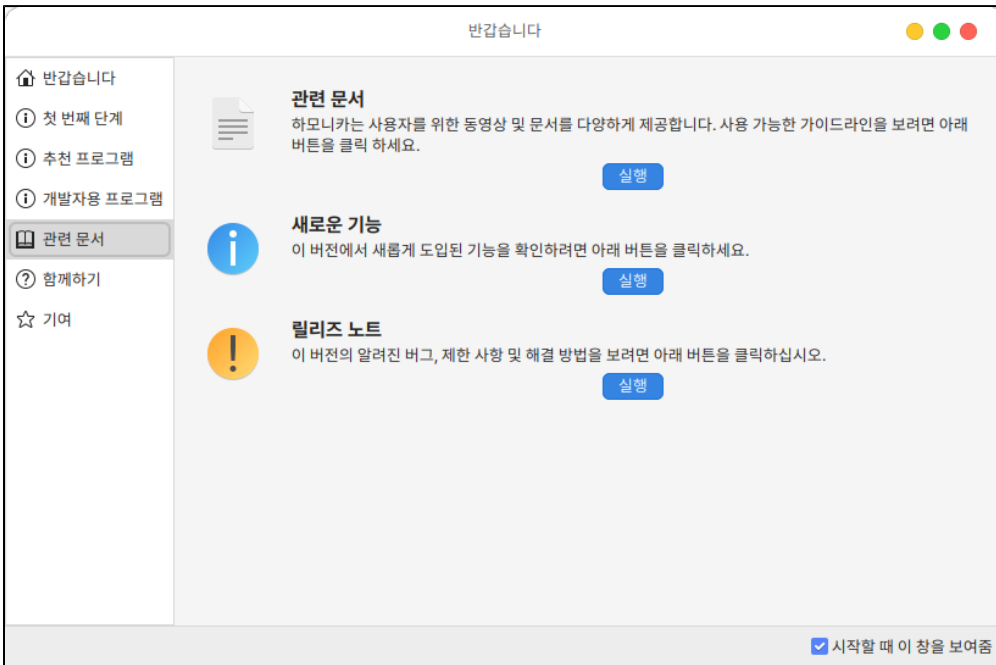 반갑습니다
반갑습니다
첫 번째 단계
추천 프로그램
개발자용 프로그램
관련 문서
함께하기
기여
관련 문서
하모니카는 사용자를 위한 동영상 및 문서를 다양하게 제공합니다. 사용 가능한 가이드라인을 보려면 아래
버튼을 클릭 하세요.
실행
새로운 기능
이 버전에서 새롭게 도입된 기능을 확인하려면 아래 버튼을 클릭하세요.
실행
릴리즈 노트
이 버전의 알려진 버그, 제한 사항 및 해결 방법을 보려면 아래 버튼을 클릭하십시오.
실행
시작할 때 이 창을 보여줌